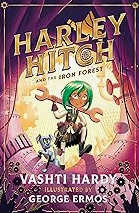 HARLEY
HITCH
AND THE IRON FOREST
VASHTI
HARDY
ILLUSTRATED BY
GEORGE ERMOS